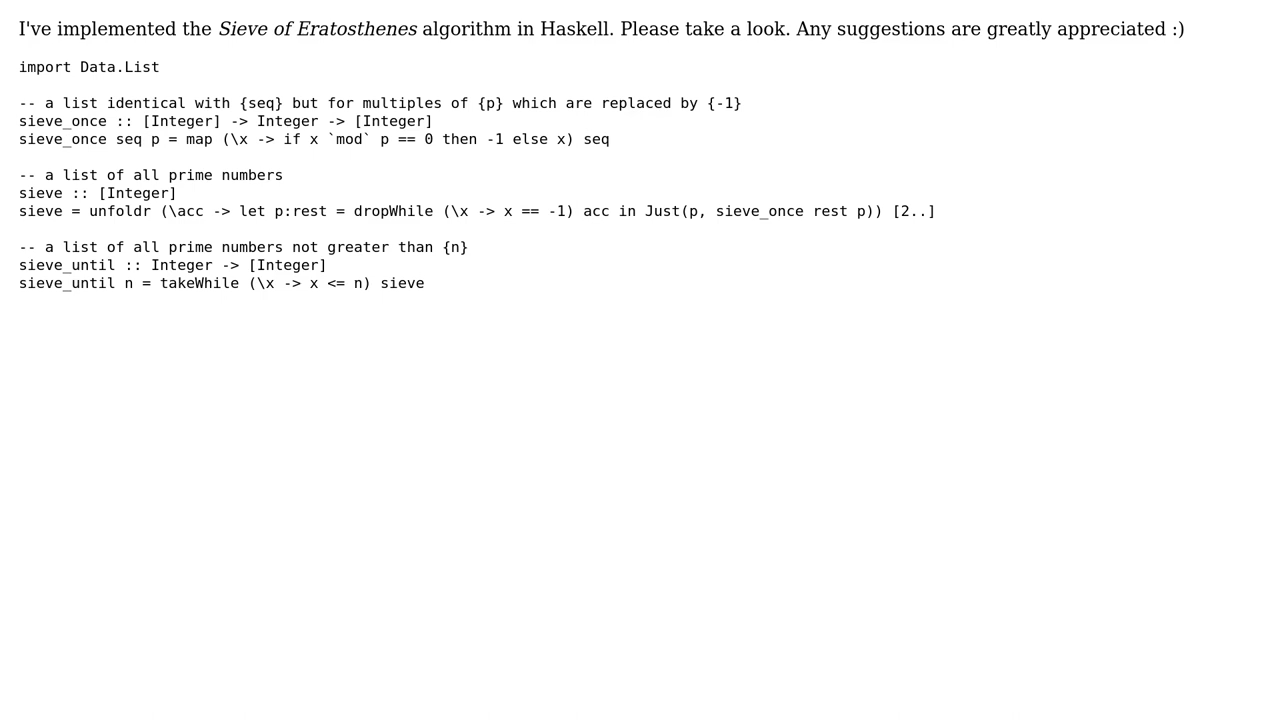 I've implemented the Sieve of Eratosthenes algorithm in Haskell. Please take a look. Any suggestions are greatly appreciated :)
import Data.List
-- a list identical with {seq} but for multiples of {p} which are replaced by {-1}
sieve_once :: [Integer] -> Integer -> [Integer]
sieve_once seq p = map (\x -> if x `mod` p == 0 then -1 else x) seq
-- a list of all prime numbers
sieve :: [Integer]
sieve = unfoldr (\acc -> let p:rest = dropWhile (\x -> x == -1) acc in Just(p, sieve_once rest p)) [2..]
-- a list of all prime numbers not greater than {n}
sieve_until :: Integer -> [Integer]
sieve_until n = takeWhile (\x -> x <= n) sieve